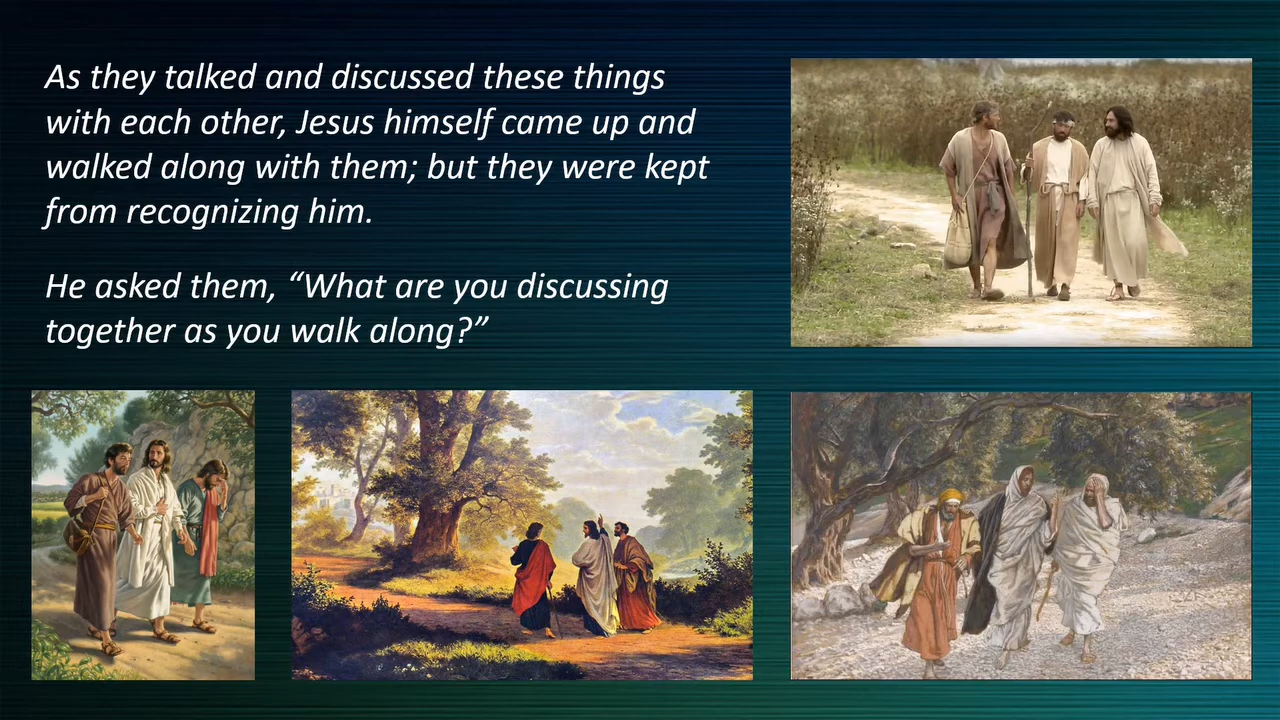 As they talked and discussed these things
with each other, Jesus himself came up and
walked along with them; but they were kept
from recognizing him.
He asked them, “What are you discussing
together as you walk along?”